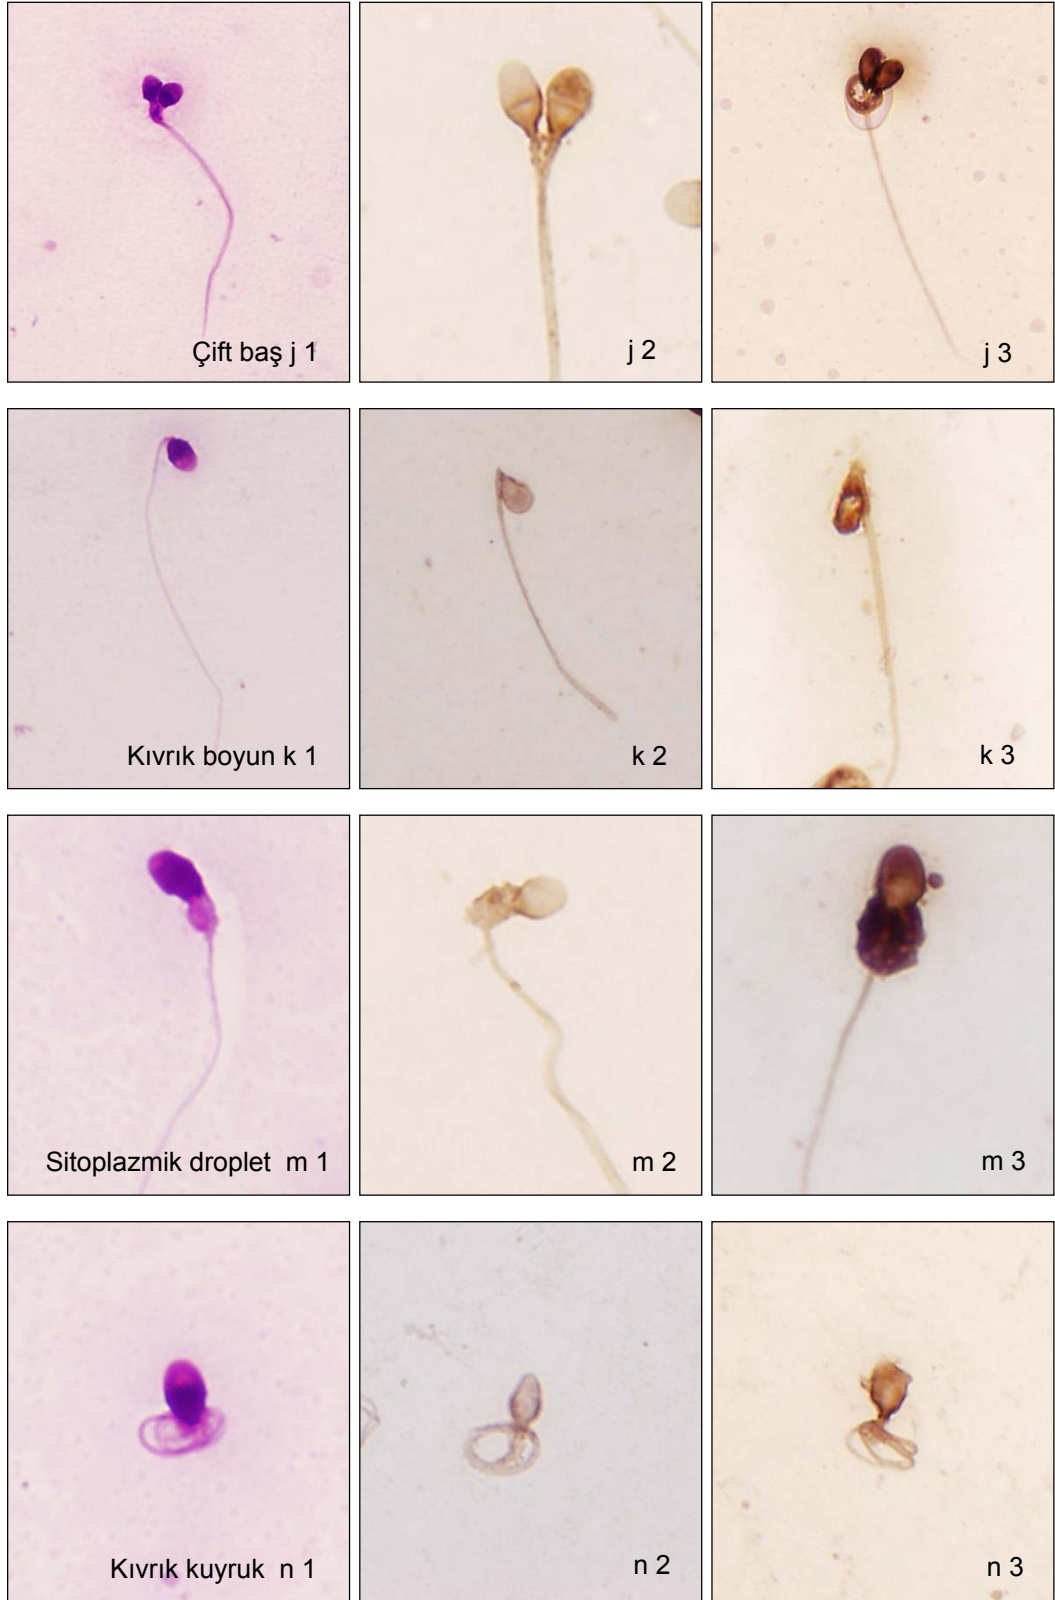 Çift baş j 1
j 2
j 3
Kıvrık boyun k 1
k 2
k 3
Sitoplazmik droplet m 1
m 2
m 3
Kıvrık kuyruk n 1
n 2
n 3